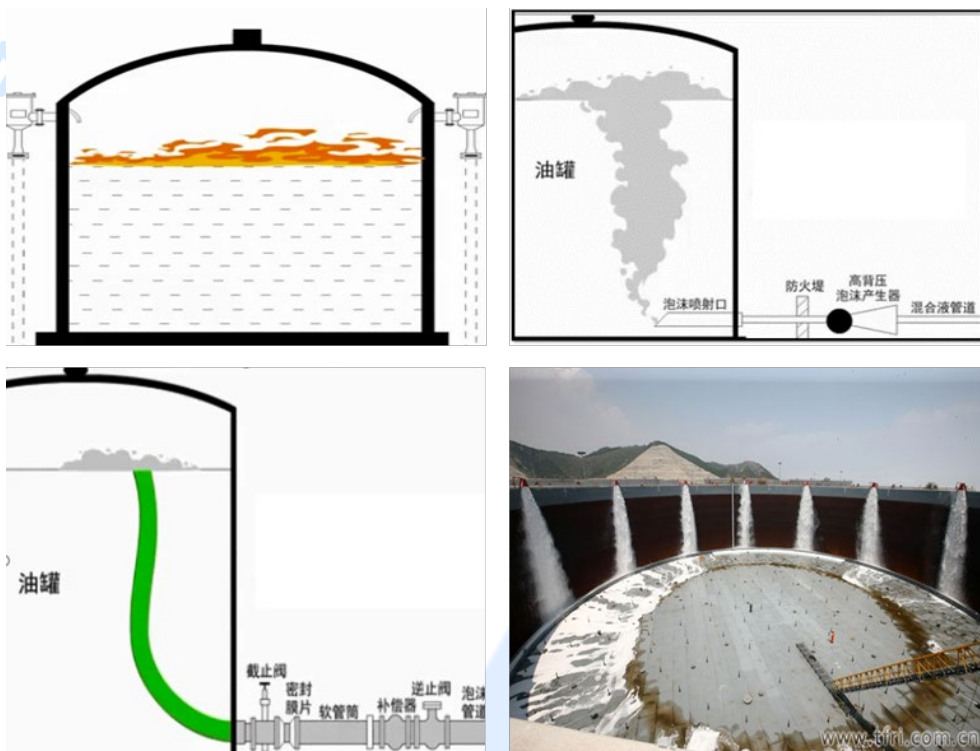 油罐
防火堤
高背压
泡沫产生器
混合液管道
泡沫喷射口
油罐
截止阀
密封
膜片
软管筒
补偿器
逆止阀
泡沫
管道
www.tfri.com.cn